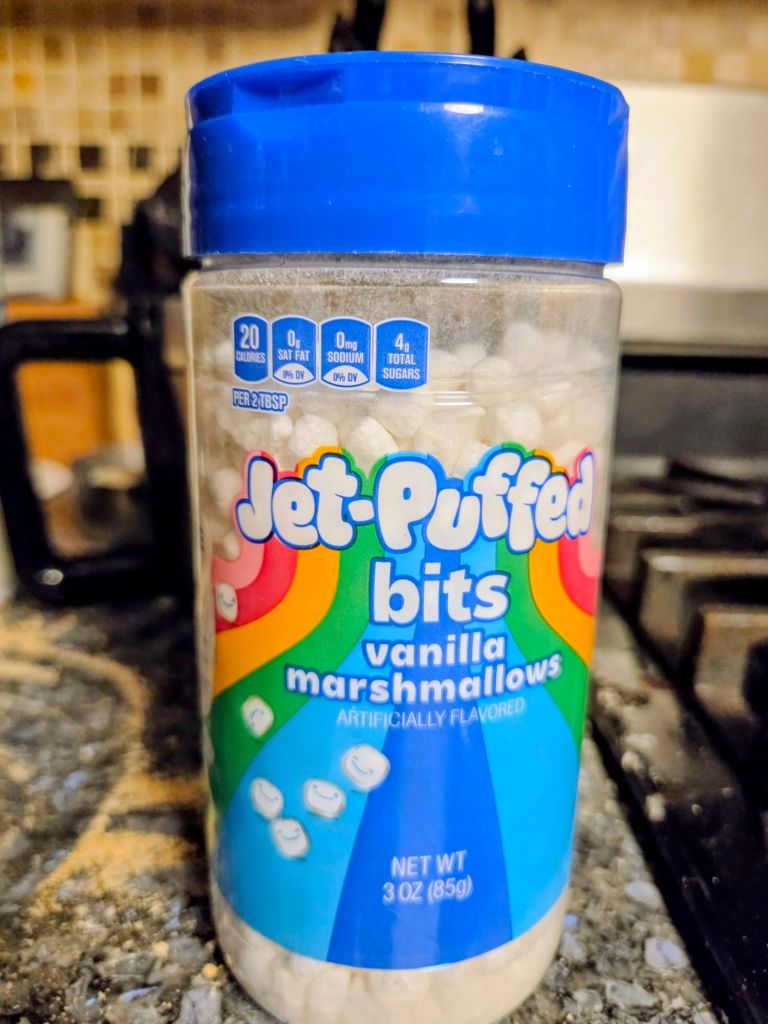 20 CALORIES
0g SAT FAT 0% DV
0mg SODIUM 0% DV
4g TOTAL SUGARS
PER 2 TBSP
Jet-Puffed
bits
vanilla
marshmallows
ARTIFICIALLY FLAVORED
NET WT
3 OZ (85g)